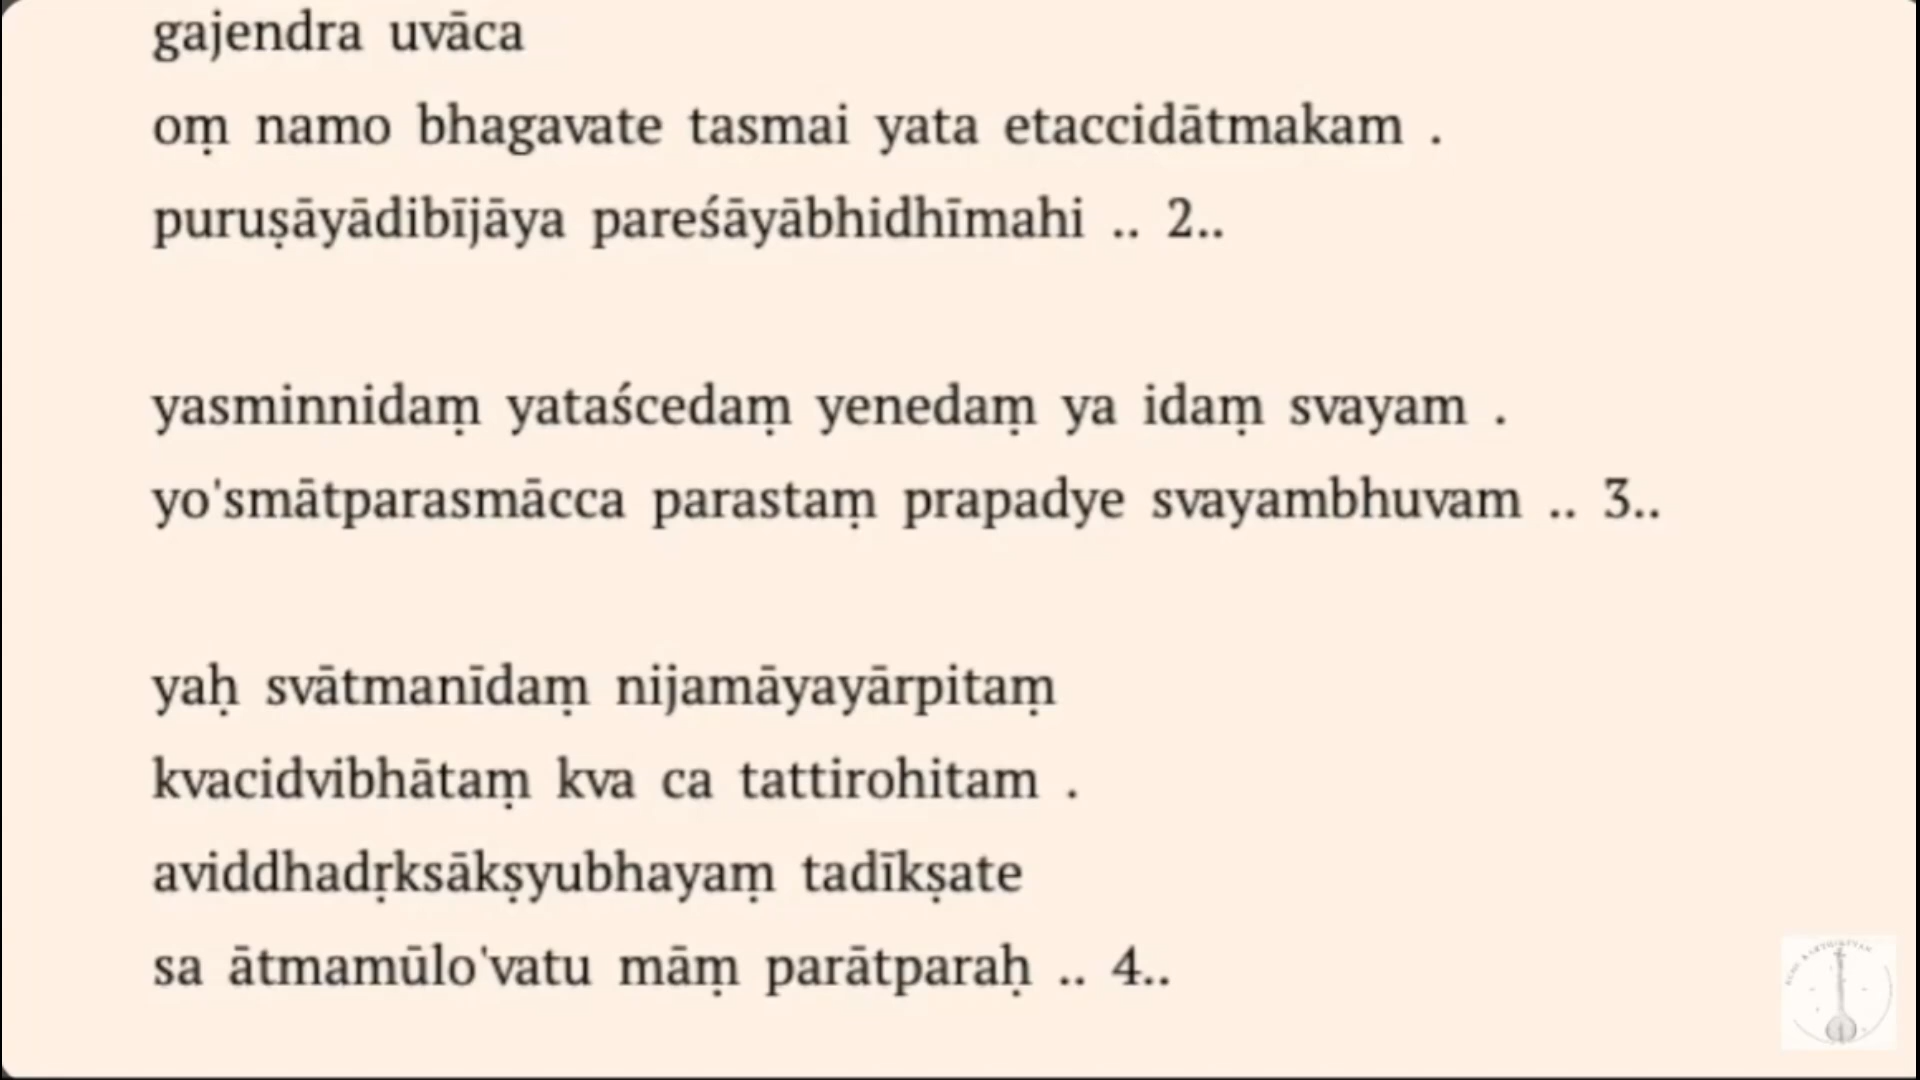 gajendra uvāca
oṃ namo bhagavate tasmai yata etaccidātmakam .
puruṣāyādibījāya pareśāyābhidhīmahi .. 2..
yasminnidaṃ yataścedaṃ yenedaṃ ya idaṃ svayam .
yo'smātparasmācca parastaṃ prapadye svayambhuvam .. 3..
yaḥ svātmanīdaṃ nijamāyayārpitaṃ
kvacidvibhātaṃ kva ca tattirohitam .
aviddhadṛksākṣyubhayaṃ tadīkṣate
sa ātmamūlo'vatu māṃ parātparaḥ .. 4..